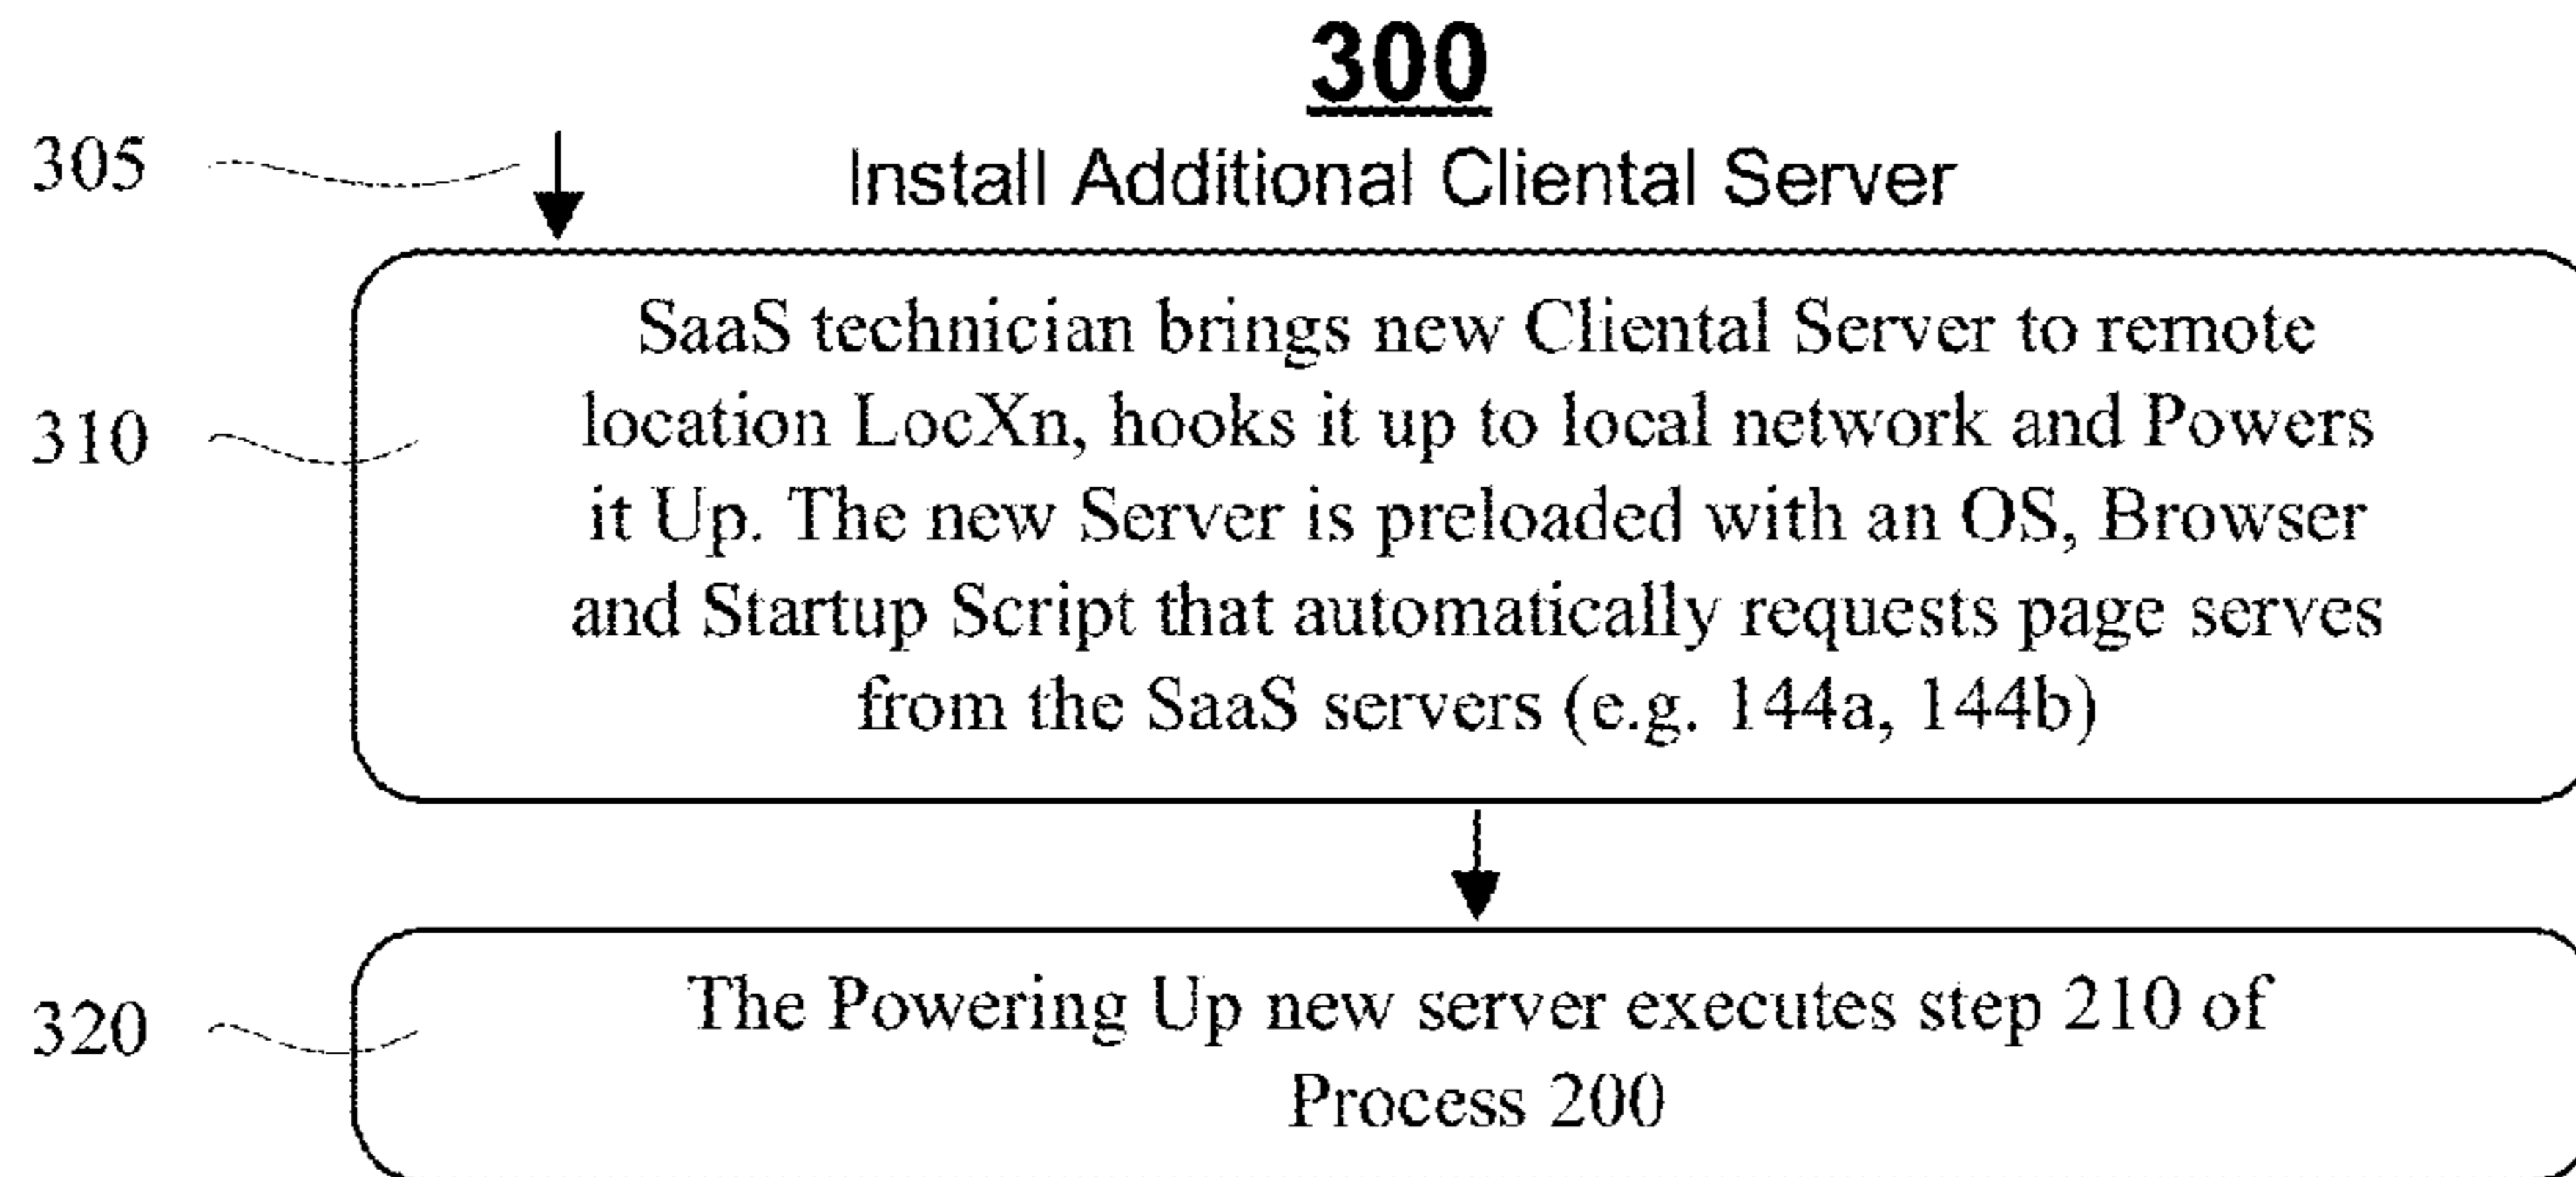 300
305
Install Additional Cliental Server
310
SaaS technician brings new Cliental Server to remote
location LocXn, hooks it up to local network and Powers
it Up. The new Server is preloaded with an OS, Browser
and Startup Script that automatically requests page serves
from the SaaS servers (e.g. 144a, 144b)
320
The Powering Up new server executes step 210 of
Process 200